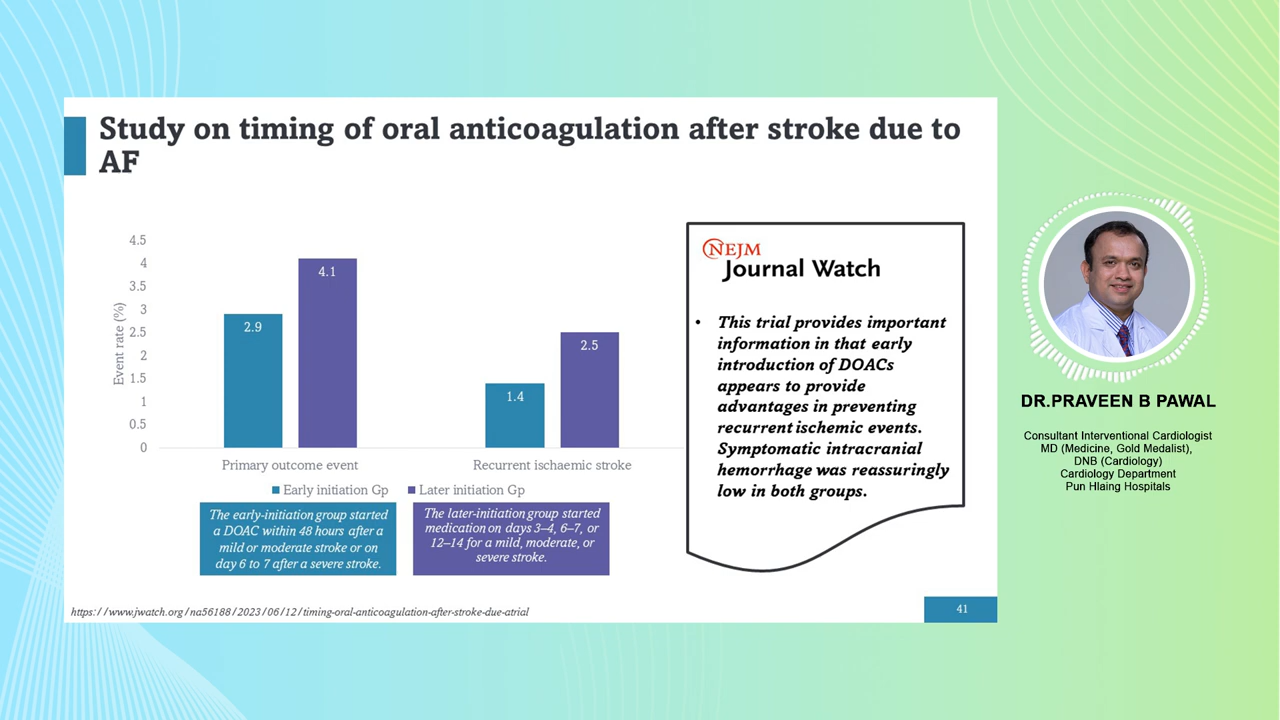 Study on timing of oral anticoagulation after stroke due to
AF
Event rate (%)
4.5
4
3.5
3
2.5
2
1.5
1
0.5
0
2.9
4.1
1.4
2.5
Primary outcome event
Recurrent ischaemic stroke
Early initiation Gp
Later initiation Gp
The early-initiation group started
a DOAC within 48 hours after a
mild or moderate stroke or on
day 6 to 7 after a severe stroke.
The later-initiation group started
medication on days 3–4, 6–7, or
12–14 for a mild, moderate, or
severe stroke.
NEJM
Journal Watch
• This trial provides important
information in that early
introduction of DOACs
appears to provide
advantages in preventing
recurrent ischemic events.
Symptomatic intracranial
hemorrhage was reassuringly
low in both groups.
https://www.jwatch.org/na56188/2023/06/12/timing-oral-anticoagulation-after-stroke-due-atrial
41
DR.PRAVEEN B PAWAL
Consultant Interventional Cardiologist
MD (Medicine, Gold Medalist),
DNB (Cardiology)
Cardiology Department
Pun Hlaing Hospitals